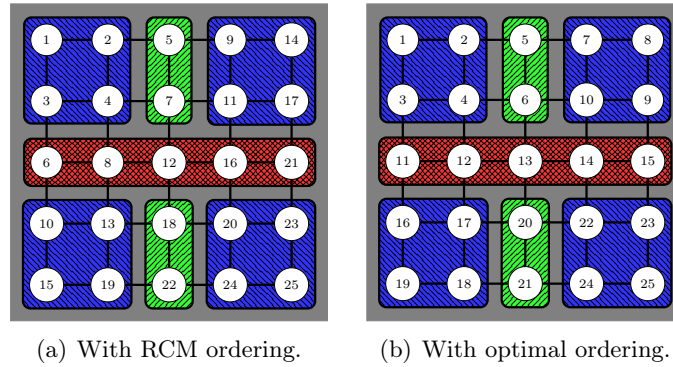 1 2 5 9 14
3 4 7 11 17
6 8 12 16 21
10 13 18 20 23
15 19 22 24 25
(a) With RCM ordering.
1 2 5 7 8
3 4 6 10 9
11 12 13 14 15
16 17 20 22 23
19 18 21 24 25
(b) With optimal ordering.